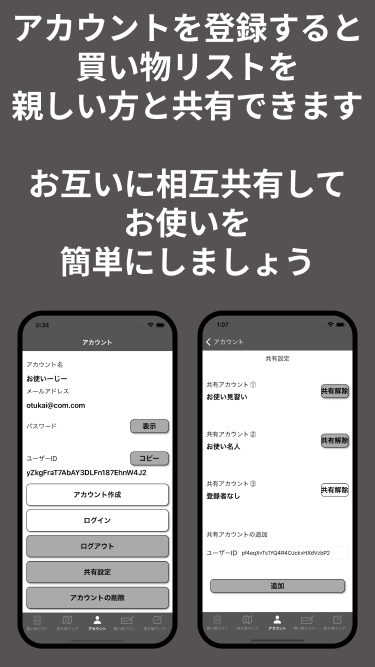 アカウントを登録すると
買い物リストを
親しい方と共有できます
お互いに相互共有して
お使いを
簡単にしましょう
0:34
アカウント
アカウント名
お使いーじー
メールアドレス
otukai@com.com
パスワード
表示
ユーザーID
コピー
yZkgFraT7AbAY3DLFn187EhnW4J2
アカウント作成
ログイン
ログアウト
共有設定
アカウントの削除
アカウント
1:07
アカウント
共有設定
共有アカウント①
お使い見習い
共有解除
共有アカウント②
お使い名人
共有解除
共有アカウント③
登録者なし
共有解除
共有アカウントの追加
ユーザーID
追加
アカウント